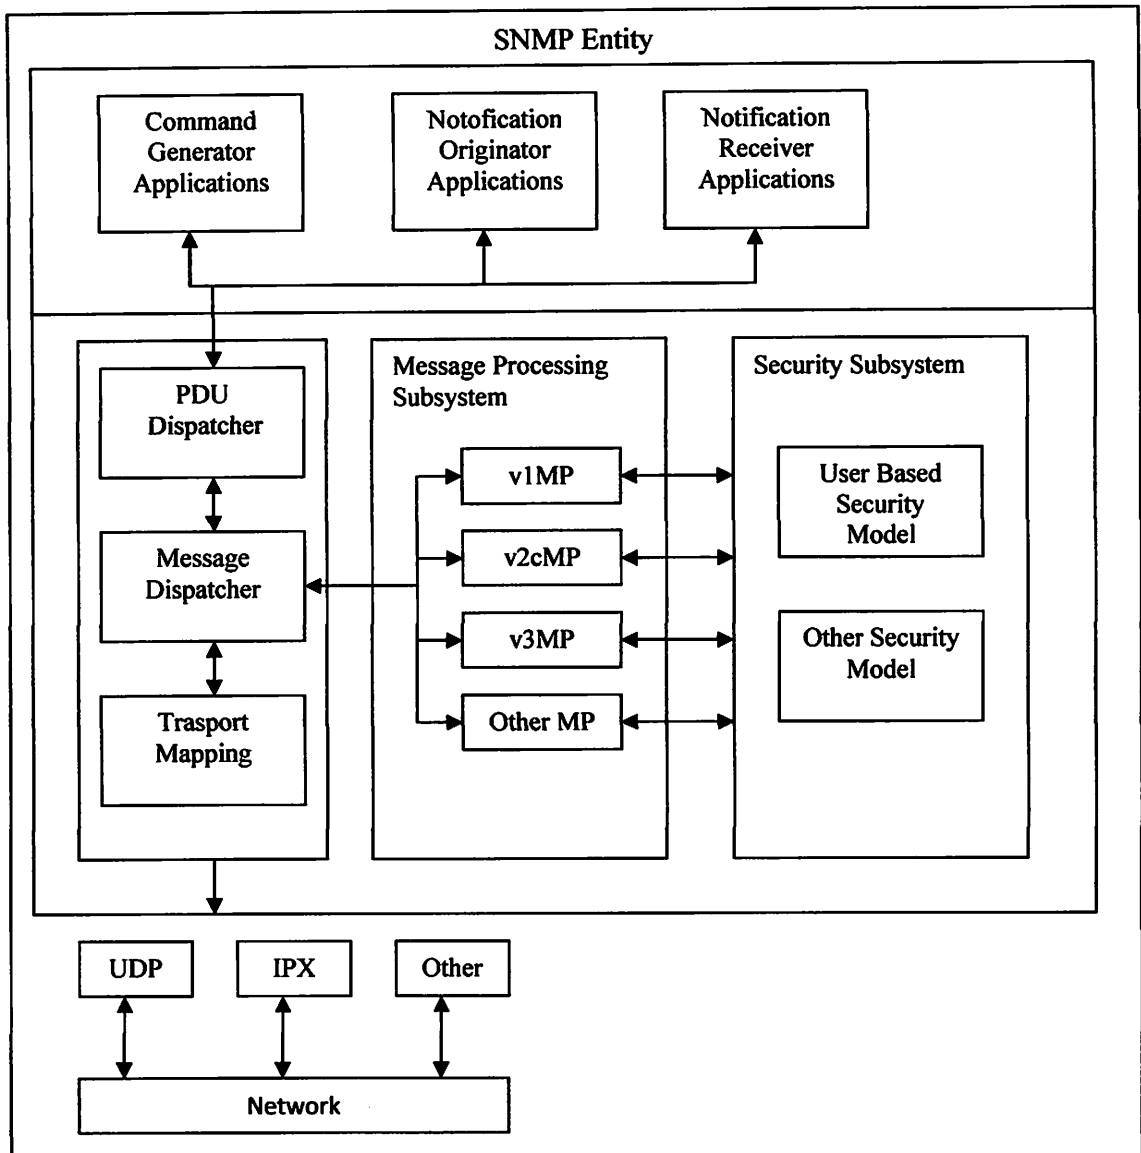 SNMP Entity
Command
Generator
Applications
Notofication
Originator
Applications
Notification
Receiver
Applications
PDU
Dispatcher
Message
Dispatcher
Trasport
Mapping
Message Processing
Subsystem
v1MP
v2cMP
v3MP
Other MP
Security Subsystem
User Based
Security
Model
Other Security
Model
UDP
IPX
Other
Network